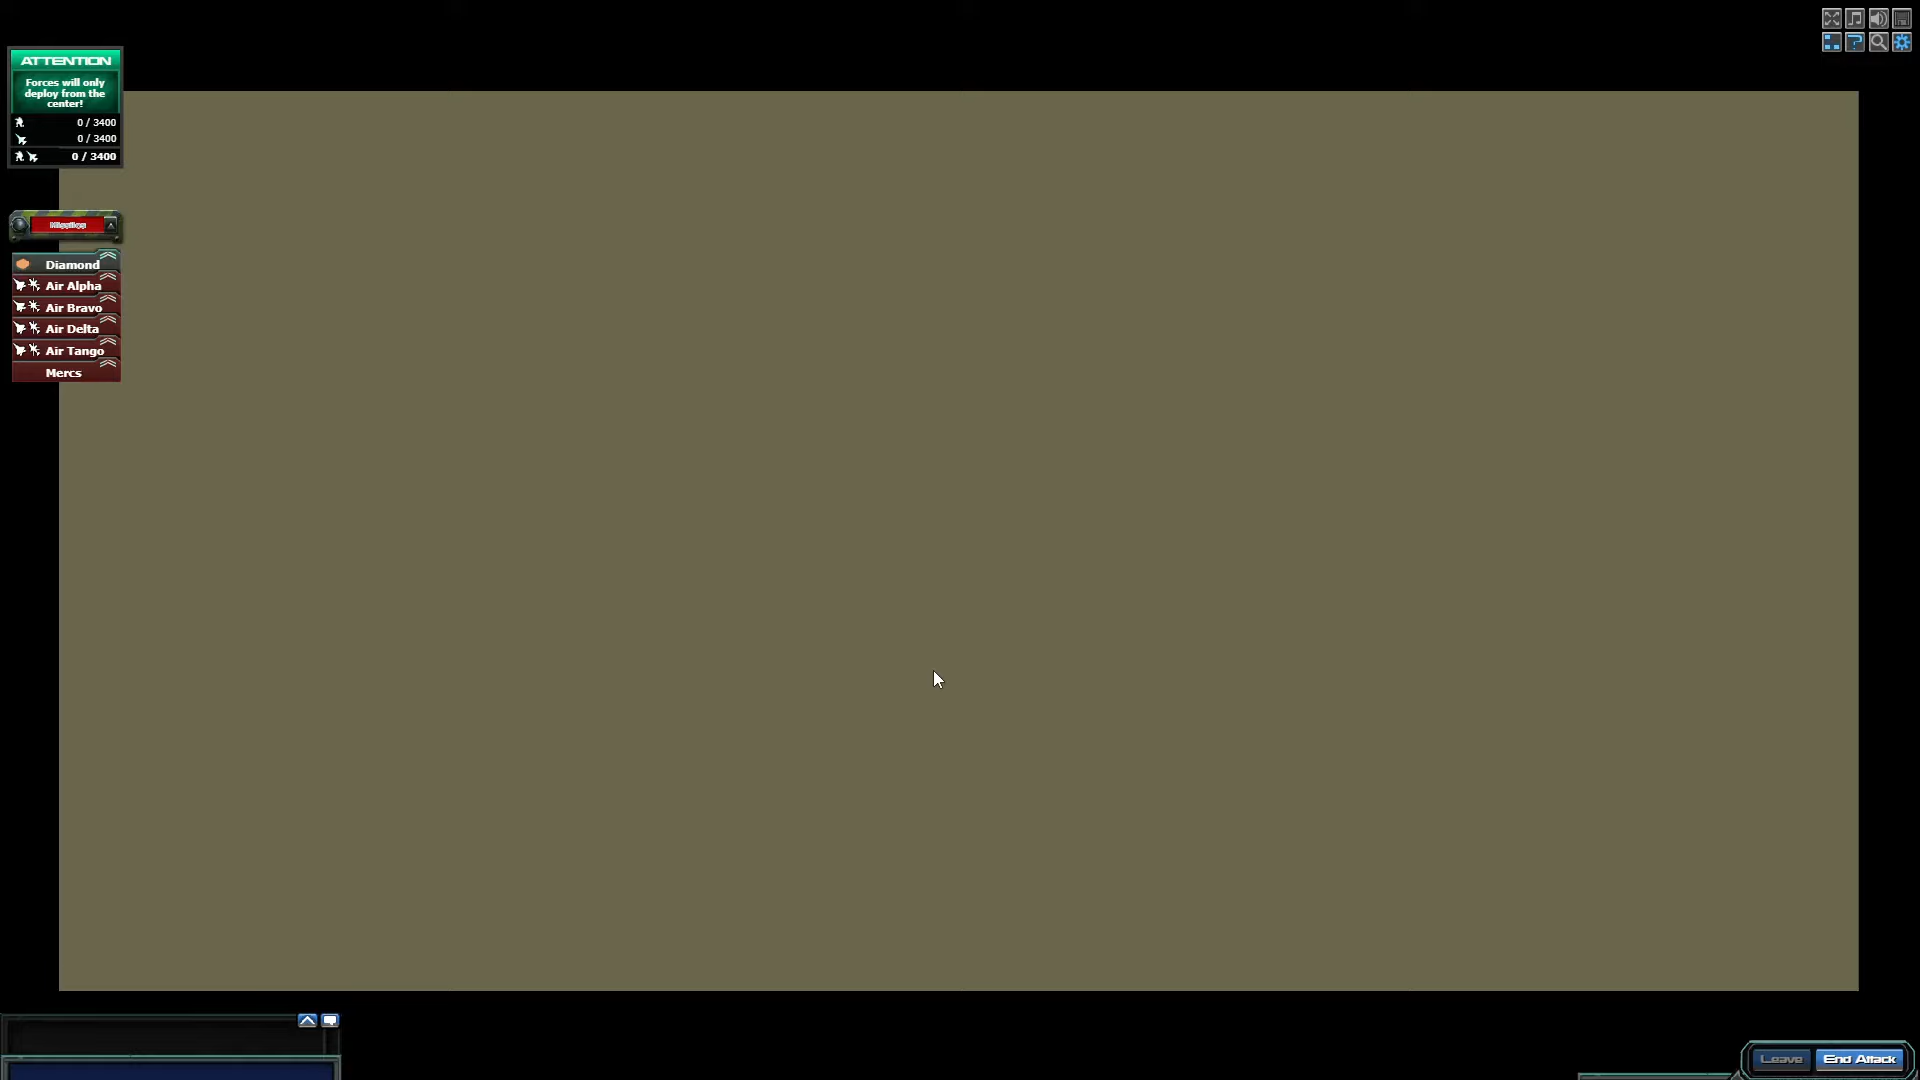 ATTENTION
Forces will only
deploy from the
center!
0 / 3400
0 / 3400
0 / 3400
Missiles
Diamond
Air Alpha
Air Bravo
Air Delta
Air Tango
Mercs
Leave
End Attack